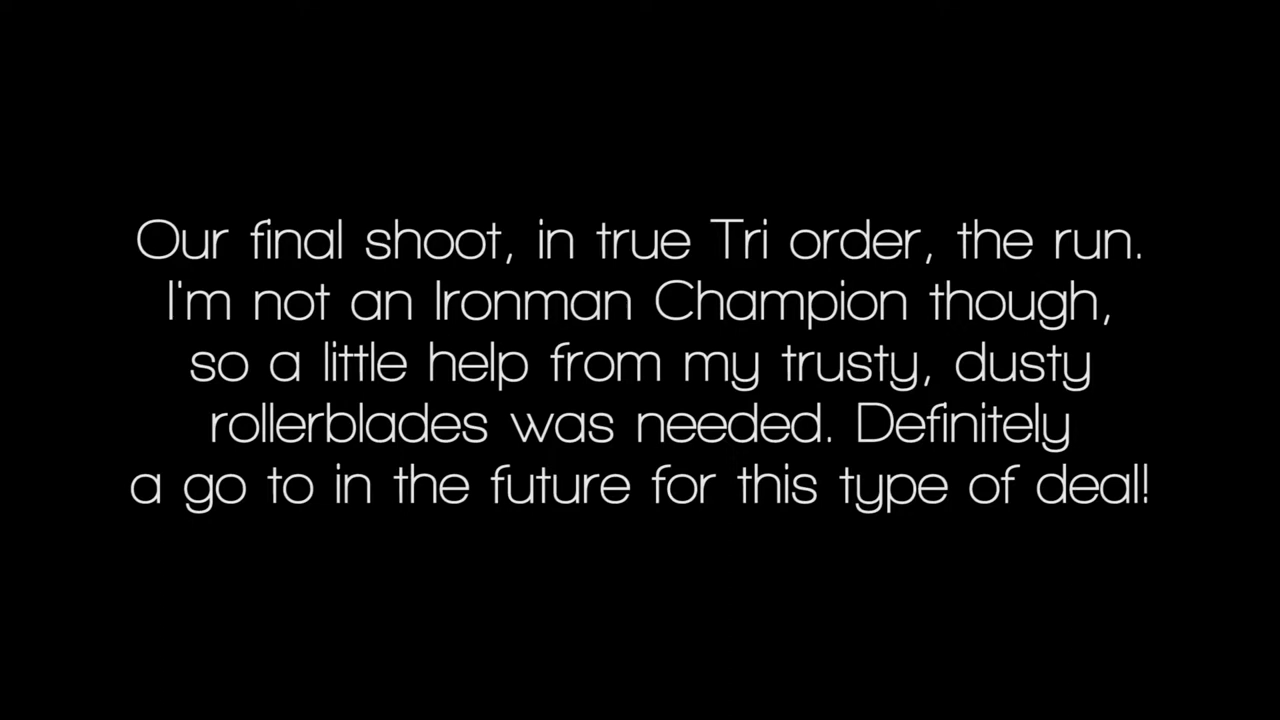 Our final shoot, in true Tri order, the run.
I'm not an Ironman Champion though,
so a little help from my trusty, dusty
rollerblades was needed. Definitely
a go to in the future for this type of deal!